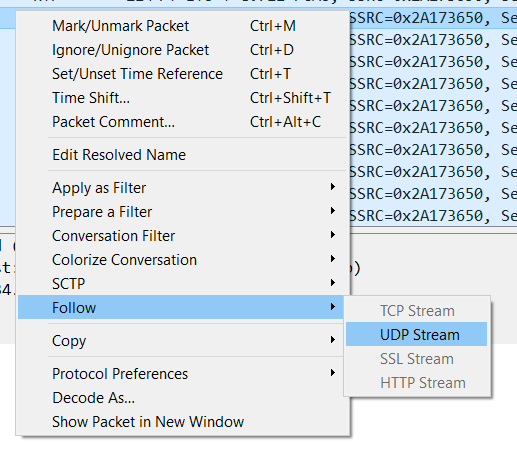 Mark/Unmark Packet Ctrl+M
SSRC=0x2A173650, Se
Ignore/Unignore Packet Ctrl+D
SSRC=0x2A173650, Se
Set/Unset Time Reference Ctrl+T
SSRC=0x2A173650, Se
Time Shift... Ctrl+Shift+T
SSRC=0x2A173650, Se
Packet Comment... Ctrl+Alt+C
SSRC=0x2A173650, Se
SSRC=0x2A173650, Se
Edit Resolved Name
SSRC=0x2A173650, Se
Apply as Filter
SSRC=0x2A173650, Se
Prepare a Filter
SSRC=0x2A173650, Se
Conversation Filter
Colorize Conversation
SCTP
Follow
TCP Stream
UDP Stream
SSL Stream
HTTP Stream
Copy
Protocol Preferences
Decode As...
Show Packet in New Window